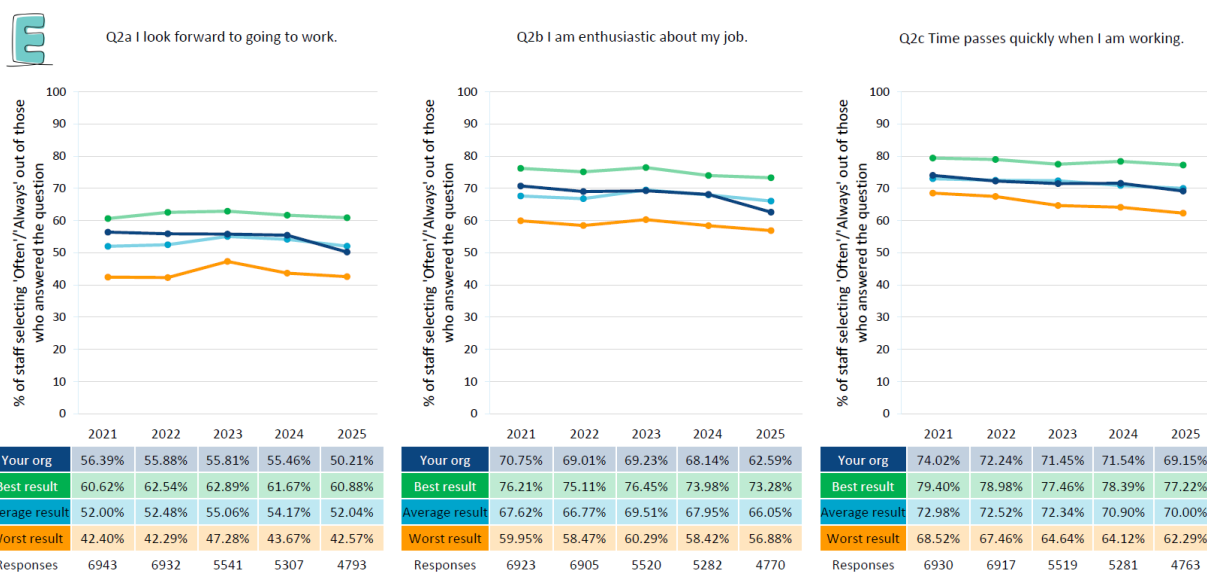 E
Q2a I look forward to going to work.
% of staff selecting 'Often'/'Always' out of those
who answered the question
100
90
80
70
60
50
40
30
20
10
0
2021 2022 2023 2024 2025
Your org 56.39% 55.88% 55.81% 55.46% 50.21%
Best result 60.62% 62.54% 62.89% 61.67% 60.88%
erage result 52.00% 52.48% 55.06% 54.17% 52.04%
Worst result 42.40% 42.29% 47.28% 43.67% 42.57%
Responses 6943 6932 5541 5307 4793
Q2b I am enthusiastic about my job.
% of staff selecting 'Often'/'Always' out of those
who answered the question
100
90
80
70
60
50
40
30
20
10
0
2021 2022 2023 2024 2025
Your org 70.75% 69.01% 69.23% 68.14% 62.59%
Best result 76.21% 75.11% 76.45% 73.98% 73.28%
Average result 67.62% 66.77% 69.51% 67.95% 66.05%
Worst result 59.95% 58.47% 60.29% 58.42% 56.88%
Responses 6923 6905 5520 5282 4770
Q2c Time passes quickly when I am working.
% of staff selecting 'Often'/'Always' out of those
who answered the question
100
90
80
70
60
50
40
30
20
10
0
2021 2022 2023 2024 2025
Your org 74.02% 72.24% 71.45% 71.54% 69.15%
Best result 79.40% 78.98% 77.46% 78.39% 77.22%
Average result 72.98% 72.52% 72.34% 70.90% 70.00%
Worst result 68.52% 67.46% 64.64% 64.12% 62.29%
Responses 6930 6917 5519 5281 4763